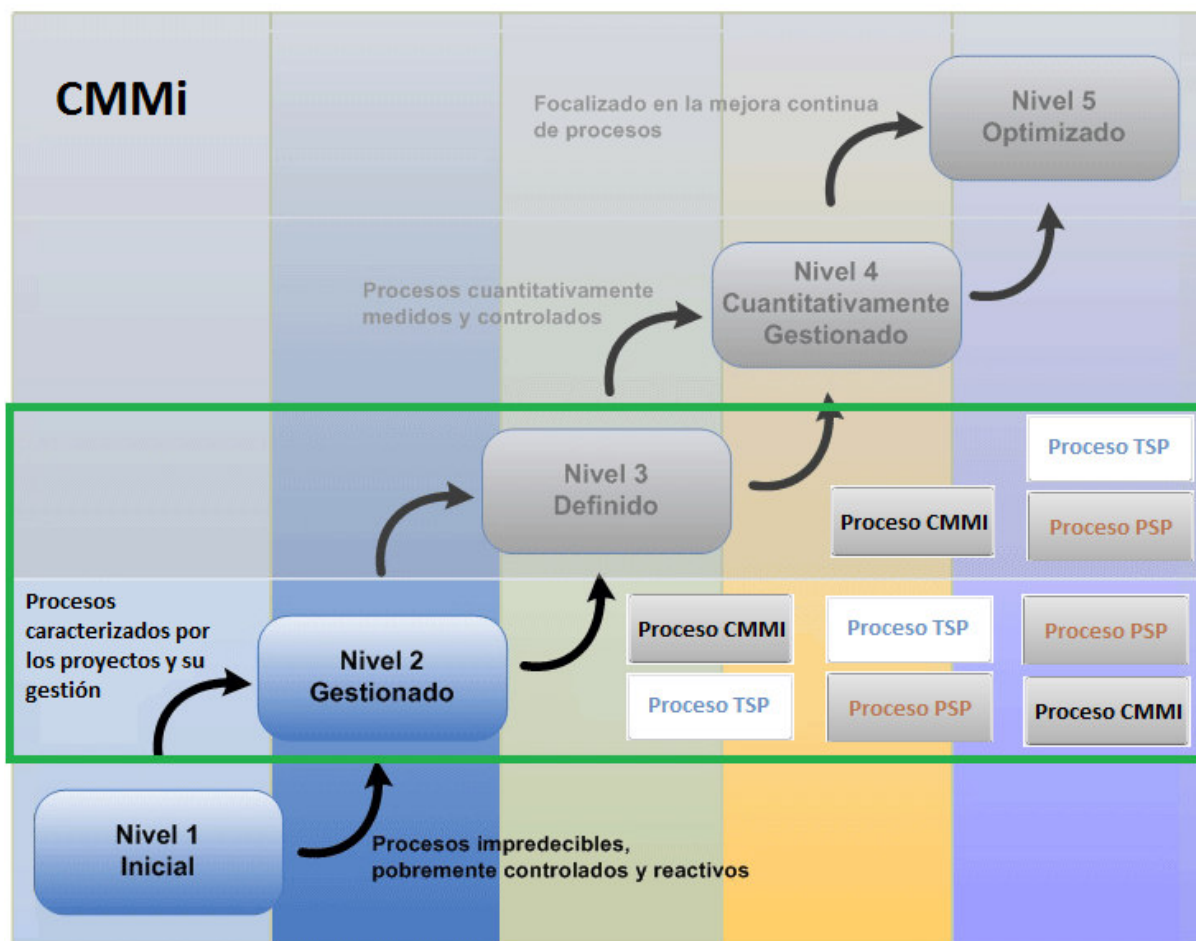 CMMi
Focalizado en la mejora continua
de procesos
Nivel 5
Optimizado
Procesos cuantitativamente
medidos y controlados
Nivel 4
Cuantitativamente
Gestionado
Nivel 3
Definido
Proceso TSP
Proceso CMMI
Proceso PSP
Procesos
caracterizados por
los proyectos y su
gestión
Nivel 2
Gestionado
Proceso CMMI
Proceso TSP
Proceso PSP
Proceso TSP
Proceso PSP
Proceso CMMI
Nivel 1
Inicial
Procesos impredecibles,
pobremente controlados y reactivos